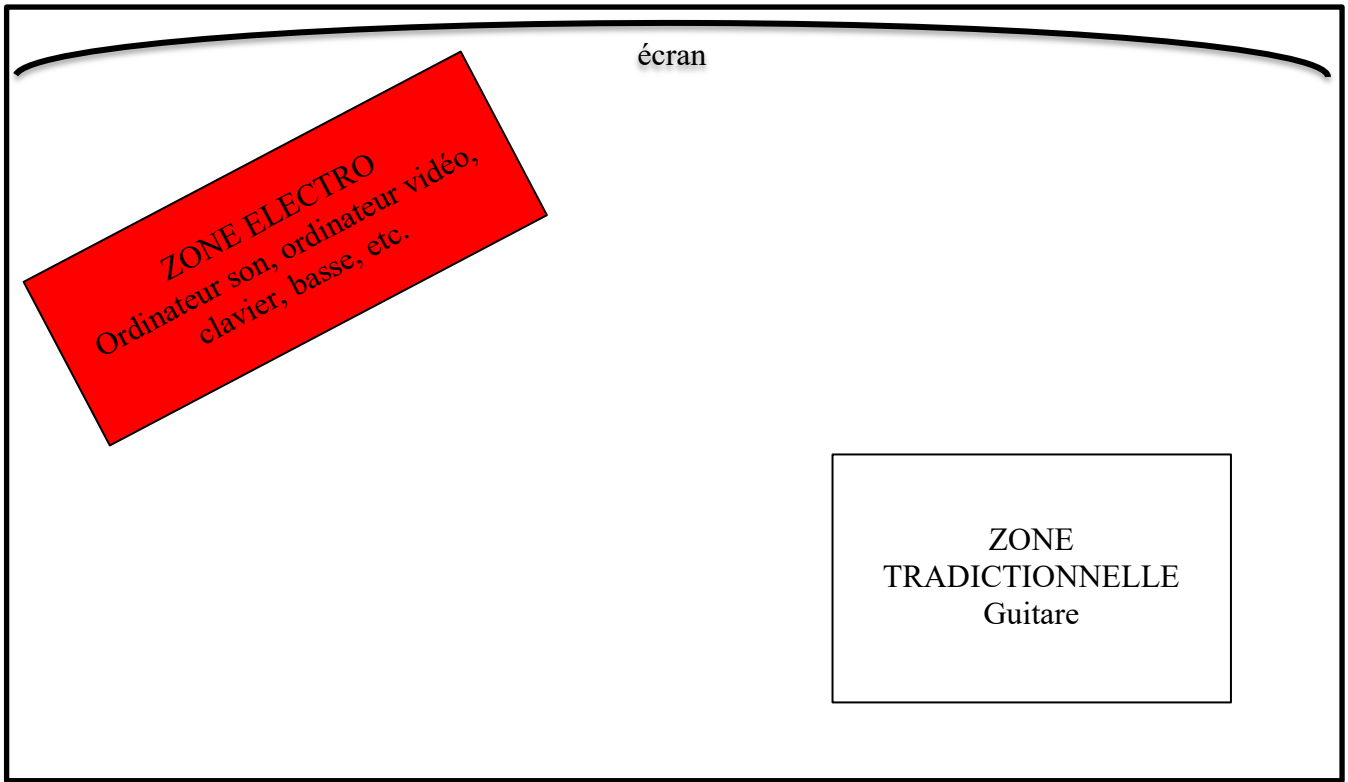 écran
ZONE ELECTRO
Ordinateur son, ordinateur vidéo,
clavier, basse, etc.
ZONE
TRADICTIONNELLE
Guitare